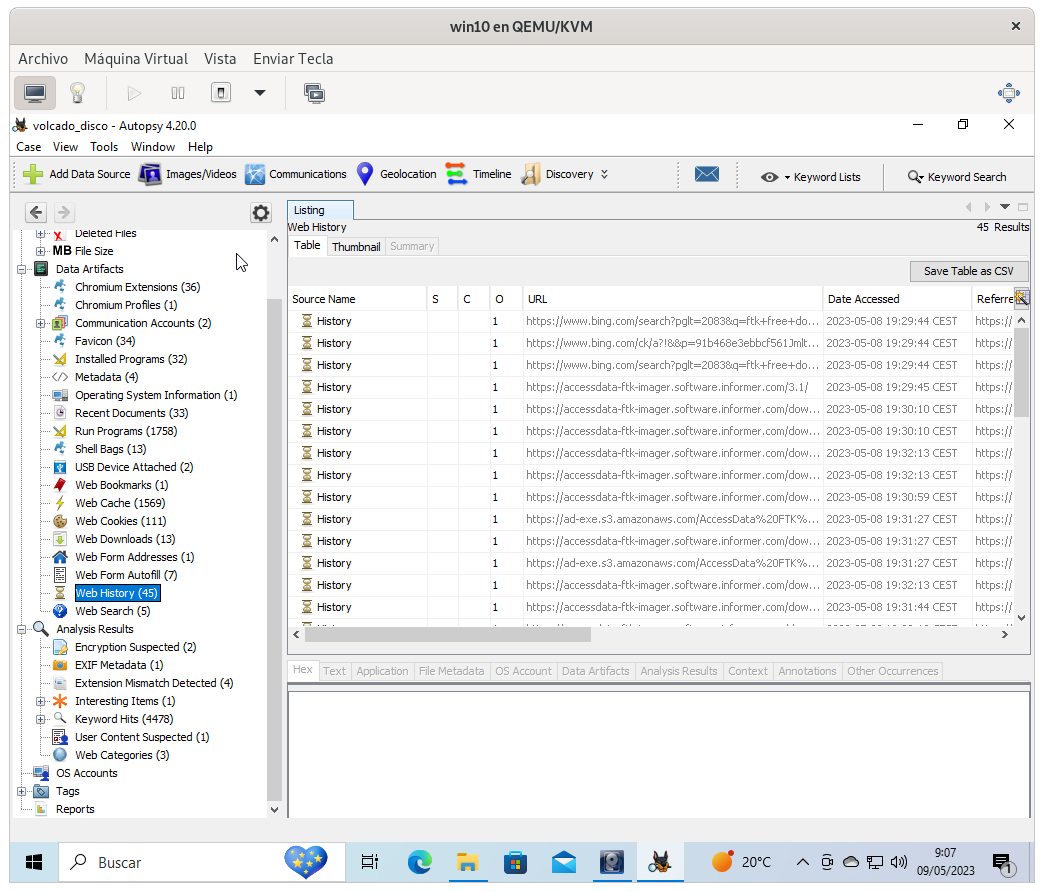 win10 en QEMU/KVM
Archivo Máquina Virtual Vista Enviar Tecla
volcado_disco - Autopsy 4.20.0
Case View Tools Window Help
Add Data Source Images/Videos Communications Geolocation Timeline Discovery Keyword Lists Keyword Search
Deleted Files
MB File Size
Data Artifacts
Chromium Extensions (36)
Chromium Profiles (1)
Communication Accounts (2)
Favicon (34)
Installed Programs (32)
Metadata (4)
Operating System Information (1)
Recent Documents (33)
Run Programs (1758)
Shell Bags (13)
USB Device Attached (2)
Web Bookmarks (1)
Web Cache (1569)
Web Cookies (111)
Web Downloads (13)
Web Form Addresses (1)
Web Form Autofill (7)
Web History (45)
Web Search (5)
Analysis Results
Encryption Suspected (2)
EXIF Metadata (1)
Extension Mismatch Detected (4)
Interesting Items (1)
Keyword Hits (4478)
User Content Suspected (1)
Web Categories (3)
OS Accounts
Tags
Reports
Listing
Web History 45 Results
Table Thumbnail Summary
Save Table as CSV
Source Name S C O URL Date Accessed Referre
History 1 https://www.bing.com/search?pglt=2083&q=ftk+free+do... 2023-05-08 19:29:44 CEST https://
History 1 https://www.bing.com/ck/a?!&&p=91b468e3ebbcf561Jmlt... 2023-05-08 19:29:44 CEST https://
History 1 https://www.bing.com/search?pglt=2083&q=ftk+free+do... 2023-05-08 19:29:44 CEST https://
History 1 https://accessdata-ftk-imager.software.informer.com/3.1/ 2023-05-08 19:29:45 CEST https://
History 1 https://accessdata-ftk-imager.software.informer.com/dow... 2023-05-08 19:30:10 CEST https://
History 1 https://accessdata-ftk-imager.software.informer.com/dow... 2023-05-08 19:30:10 CEST https://
History 1 https://accessdata-ftk-imager.software.informer.com/dow... 2023-05-08 19:32:13 CEST https://
History 1 https://accessdata-ftk-imager.software.informer.com/dow... 2023-05-08 19:32:13 CEST https://
History 1 https://accessdata-ftk-imager.software.informer.com/dow... 2023-05-08 19:30:59 CEST https://
History 1 https://ad-exe.s3.amazonaws.com/AccessData%20FTK%... 2023-05-08 19:31:27 CEST https://
History 1 https://accessdata-ftk-imager.software.informer.com/dow... 2023-05-08 19:31:27 CEST https://
History 1 https://ad-exe.s3.amazonaws.com/AccessData%20FTK%... 2023-05-08 19:31:27 CEST https://
History 1 https://accessdata-ftk-imager.software.informer.com/dow... 2023-05-08 19:32:13 CEST https://
History 1 https://accessdata-ftk-imager.software.informer.com/dow... 2023-05-08 19:31:44 CEST https://
Hex Text Application File Metadata OS Account Data Artifacts Analysis Results Context Annotations Other Occurrences
Buscar 20°C 9:07
09/05/2023 1